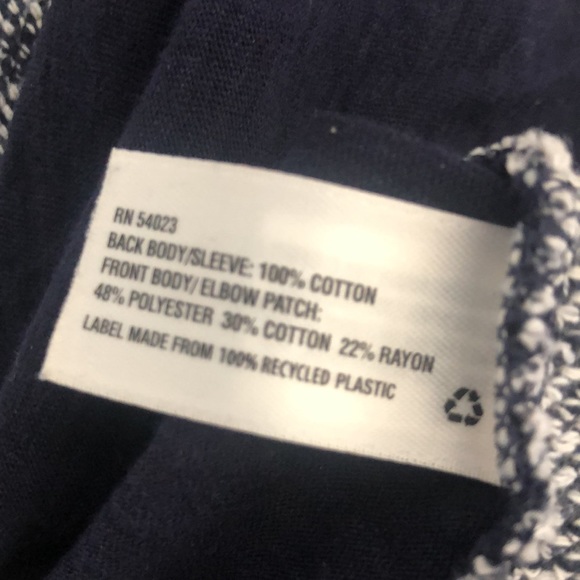 RN 54023
BACK BODY/SLEEVE: 100% COTTON
FRONT BODY/ ELBOW PATCH:
48% POLYESTER 30% COTTON 22% RAYON
LABEL MADE FROM 100% RECYCLED PLASTIC